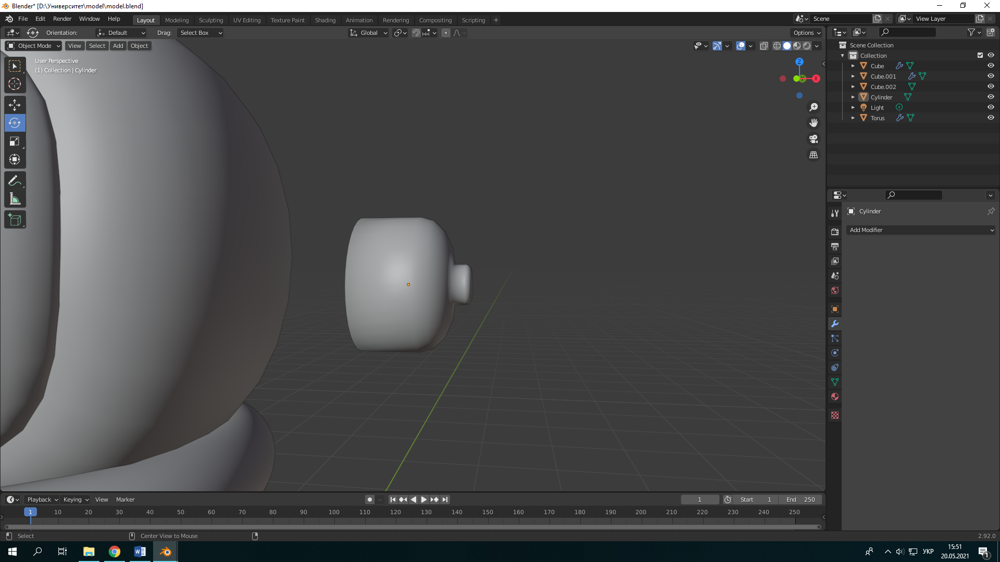 Blender* [D:\Университет\model\model.blend]
File Edit Render Window Help
Layout Modeling Sculpting UV Editing Texture Paint Shading Animation Rendering Compositing Scripting
Scene
View Layer
Orientation: Default Drag: Select Box
Global
Options
Object Mode View Select Add Object
User Perspective
(1) Collection | Cylinder
Z
Y
X
Scene Collection
Collection
Cube
Cube.001
Cube.002
Cylinder
Light
Torus
Cylinder
Add Modifier
Playback Keying View Marker
1
Start 1
End 250
1 10 20 30 40 50 60 70 80 90 100 110 120 130 140 150 160 170 180 190 200 210 220 230 240 250
Select
Center View to Mouse
2.92.0
УКР
15:51
20.05.2021
1